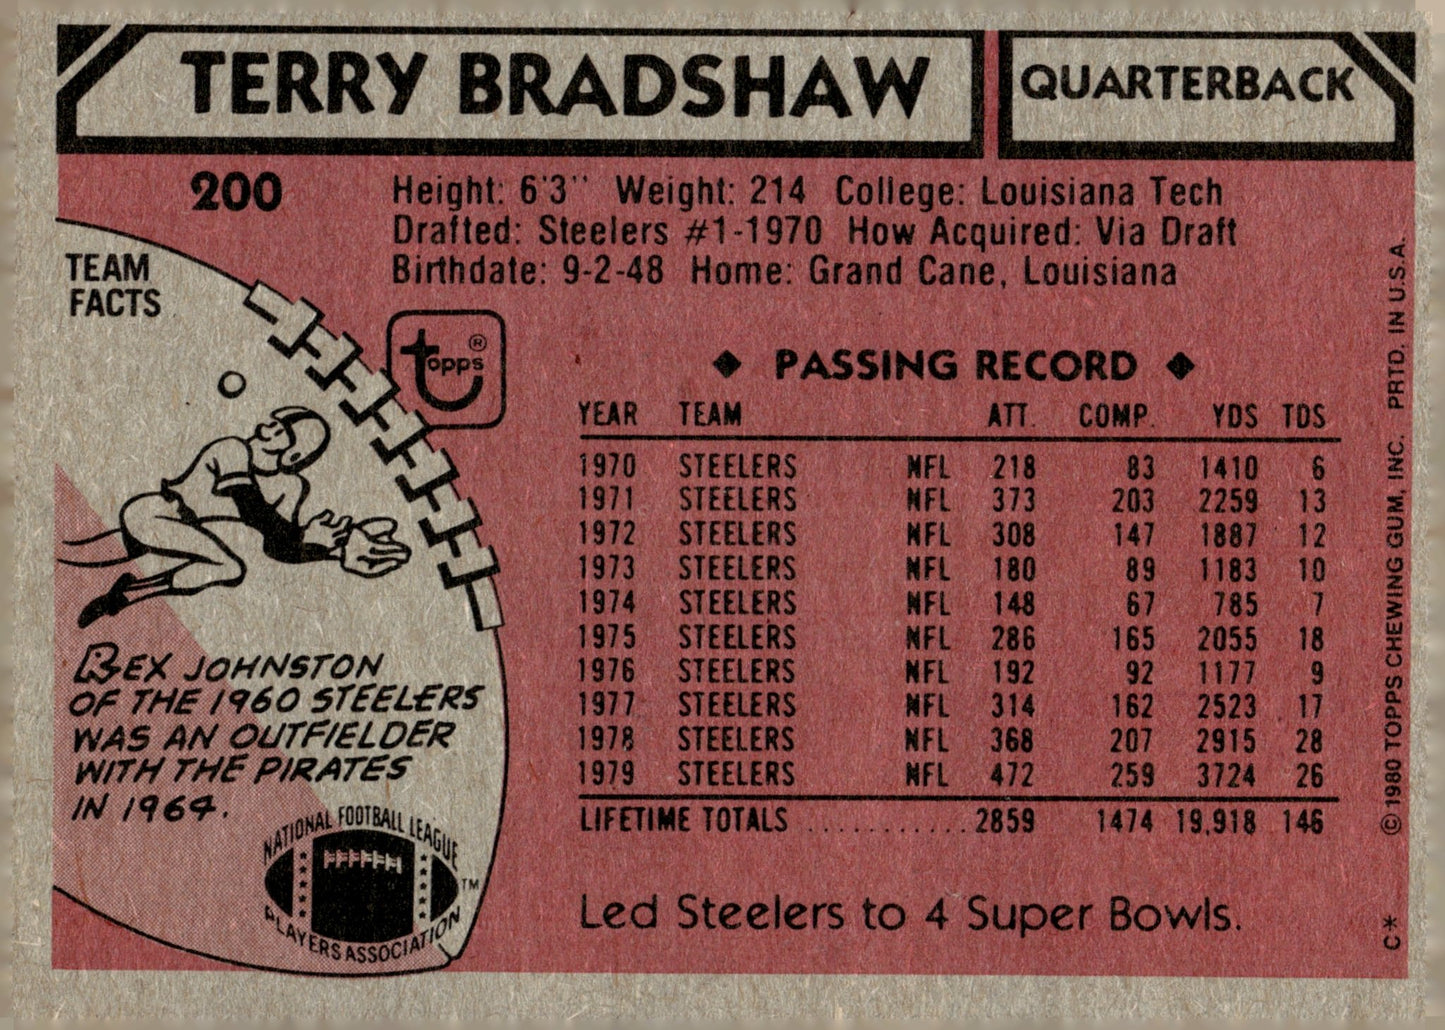 TERRY BRADSHAW
QUARTERBACK
200
Height: 6'3" Weight: 214 College: Louisiana Tech
Drafted: Steelers #1-1970 How Acquired: Via Draft
Birthdate: 9-2-48 Home: Grand Cane, Louisiana
TEAM
FACTS
topps®
REX JOHNSTON
OF THE 1960 STEELERS
WAS AN OUTFIELDER
WITH THE PIRATES
IN 1964.
NATIONAL FOOTBALL LEAGUE
PLAYERS ASSOCIATION
TM
◆ PASSING RECORD ◆
YEAR TEAM ATT. COMP. YDS TDS
1970 STEELERS NFL 218 83 1410 6
1971 STEELERS NFL 373 203 2259 13
1972 STEELERS NFL 308 147 1887 12
1973 STEELERS NFL 180 89 1183 10
1974 STEELERS NFL 148 67 785 7
1975 STEELERS NFL 286 165 2055 18
1976 STEELERS NFL 192 92 1177 9
1977 STEELERS NFL 314 162 2523 17
1978 STEELERS NFL 368 207 2915 28
1979 STEELERS NFL 472 259 3724 26
LIFETIME TOTALS ........... 2859 1474 19,918 146
Led Steelers to 4 Super Bowls.
C* © 1980 TOPPS CHEWING GUM, INC. PRTD. IN U.S.A.